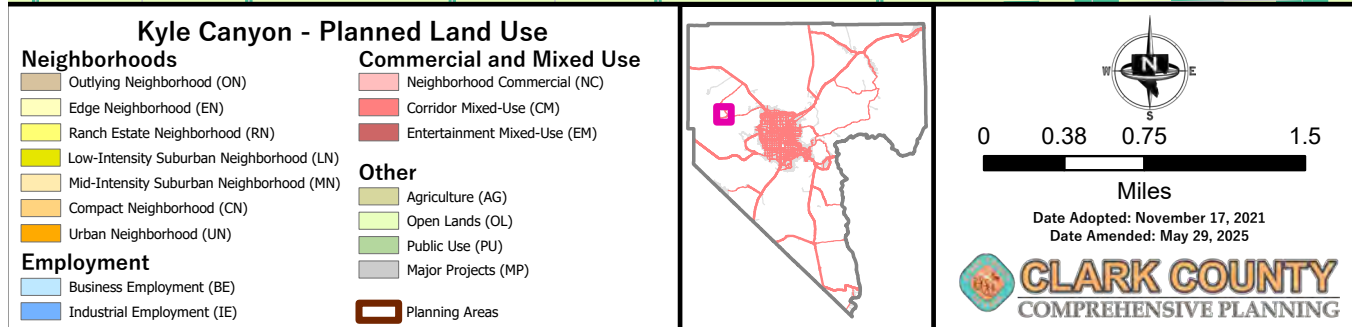 Kyle Canyon - Planned Land Use
Neighborhoods
Outlying Neighborhood (ON)
Edge Neighborhood (EN)
Ranch Estate Neighborhood (RN)
Low-Intensity Suburban Neighborhood (LN)
Mid-Intensity Suburban Neighborhood (MN)
Compact Neighborhood (CN)
Urban Neighborhood (UN)
Employment
Business Employment (BE)
Industrial Employment (IE)
Commercial and Mixed Use
Neighborhood Commercial (NC)
Corridor Mixed-Use (CM)
Entertainment Mixed-Use (EM)
Other
Agriculture (AG)
Open Lands (OL)
Public Use (PU)
Major Projects (MP)
Planning Areas
N
W E
S
0 0.38 0.75 1.5
Miles
Date Adopted: November 17, 2021
Date Amended: May 29, 2025
CLARK COUNTY
COMPREHENSIVE PLANNING